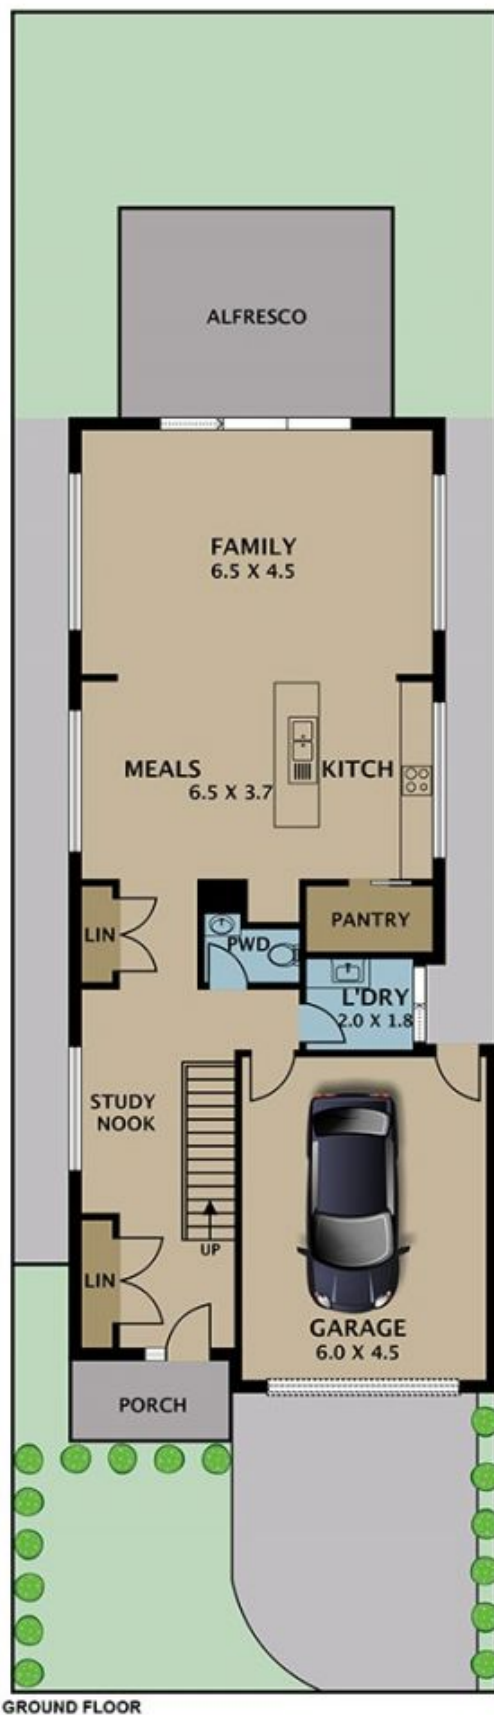 ALFRESCO
FAMILY
6.5 X 4.5
MEALS
KITCH
6.5 X 3.7
LIN
PWD
PANTRY
L'DRY
2.0 X 1.8
STUDY
NOOK
UP
LIN
GARAGE
6.0 X 4.5
PORCH
GROUND FLOOR